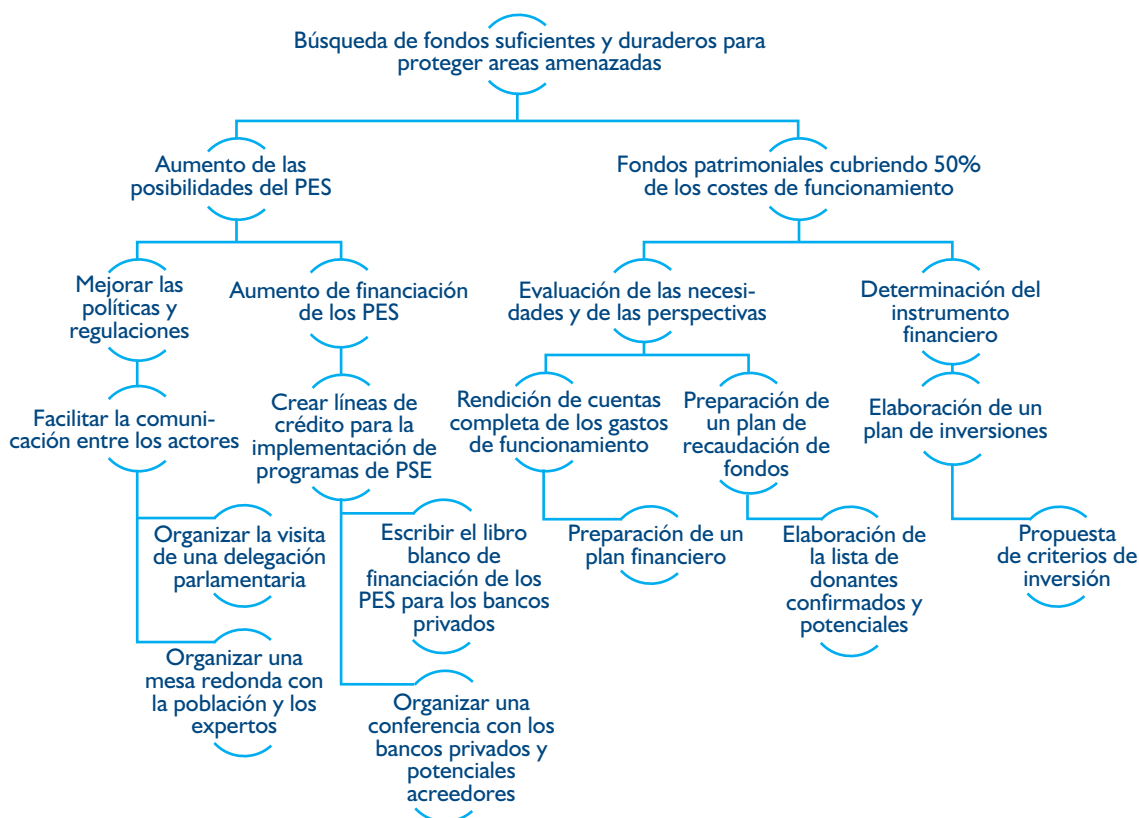 Búsqueda de fondos suficientes y duraderos para
proteger areas amenazadas
Aumento de las
posibilidades del PES
Fondos patrimoniales cubriendo 50%
de los costes de funcionamiento
Mejorar las
políticas y
regulaciones
Aumento de financiación
de los PES
Evaluación de las necesi-
dades y de las perspectivas
Determinación del
instrumento
financiero
Facilitar la comuni-
cación entre los actores
Crear líneas de
crédito para la
implementación de
programas de PSE
Rendición de cuentas
completa de los gastos
de funcionamiento
Preparación de
un plan de
recaudación de
fondos
Elaboración de un
plan de inversiones
Organizar la visita
de una delegación
parlamentaria
Escribir el libro
blanco de
financiación de los
PES para los bancos
privados
Preparación de un
plan financiero
Elaboración de
la lista de
donantes
confirmados y
potenciales
Propuesta
de criterios de
inversión
Organizar una
mesa redonda con
la población y los
expertos
Organizar una
conferencia con los
bancos privados y
potenciales
acreedores